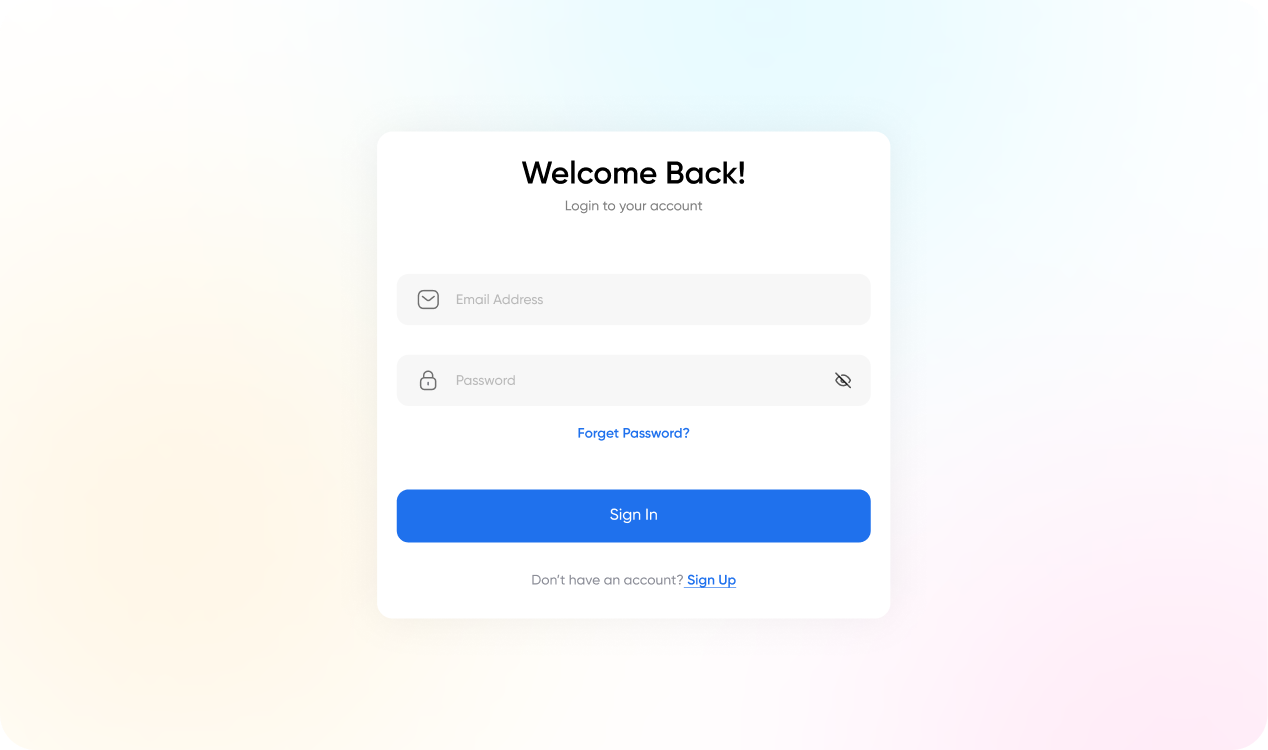 Welcome Back!
Login to your account
Email Address
Password
Forget Password?
Sign In
Don’t have an account? Sign Up